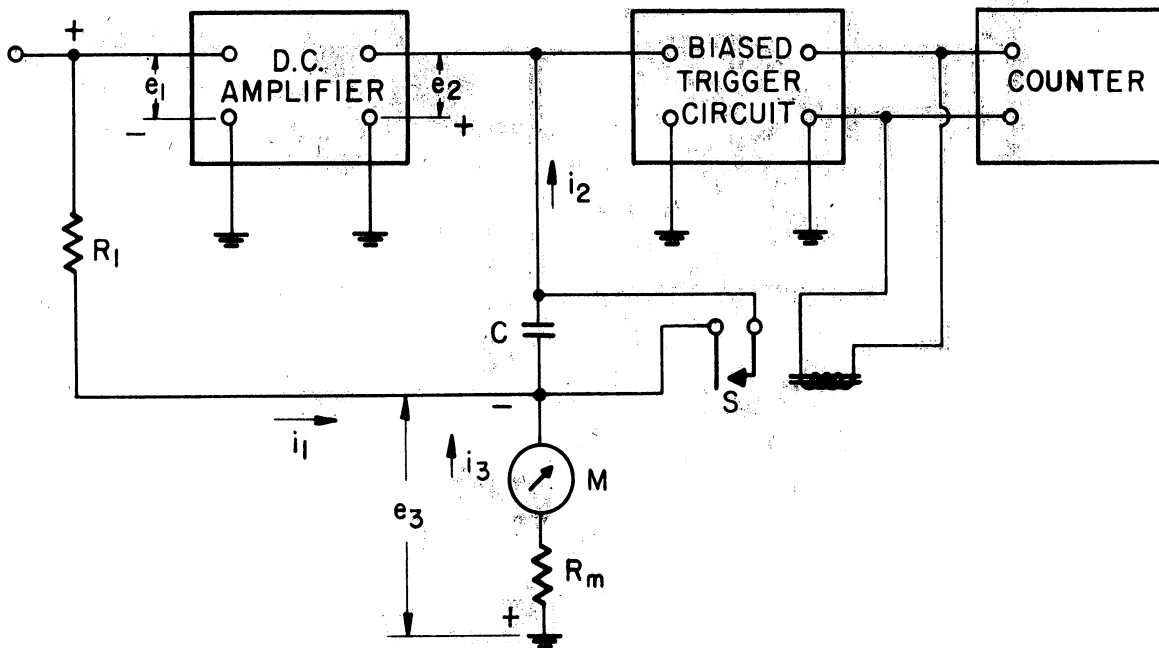 +
e1
-
D.C.
AMPLIFIER
e2
+
BIASED
TRIGGER
CIRCUIT
COUNTER
i2
R1
C
S
-
i1
i3
M
e3
Rm
+